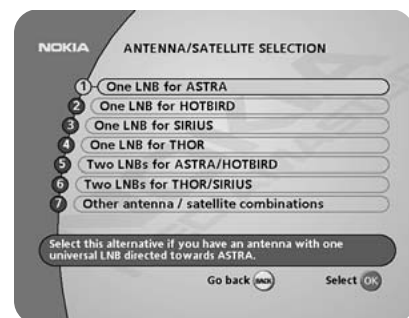 NOKIA
ANTENNA/SATELLITE SELECTION
1 One LNB for ASTRA
2 One LNB for HOTBIRD
3 One LNB for SIRIUS
4 One LNB for THOR
5 Two LNBs for ASTRA/HOTBIRD
6 Two LNBs for THOR/SIRIUS
7 Other antenna / satellite combinations
Select this alternative if you have an antenna with one
universal LNB directed towards ASTRA.
Go back BACK Select OK